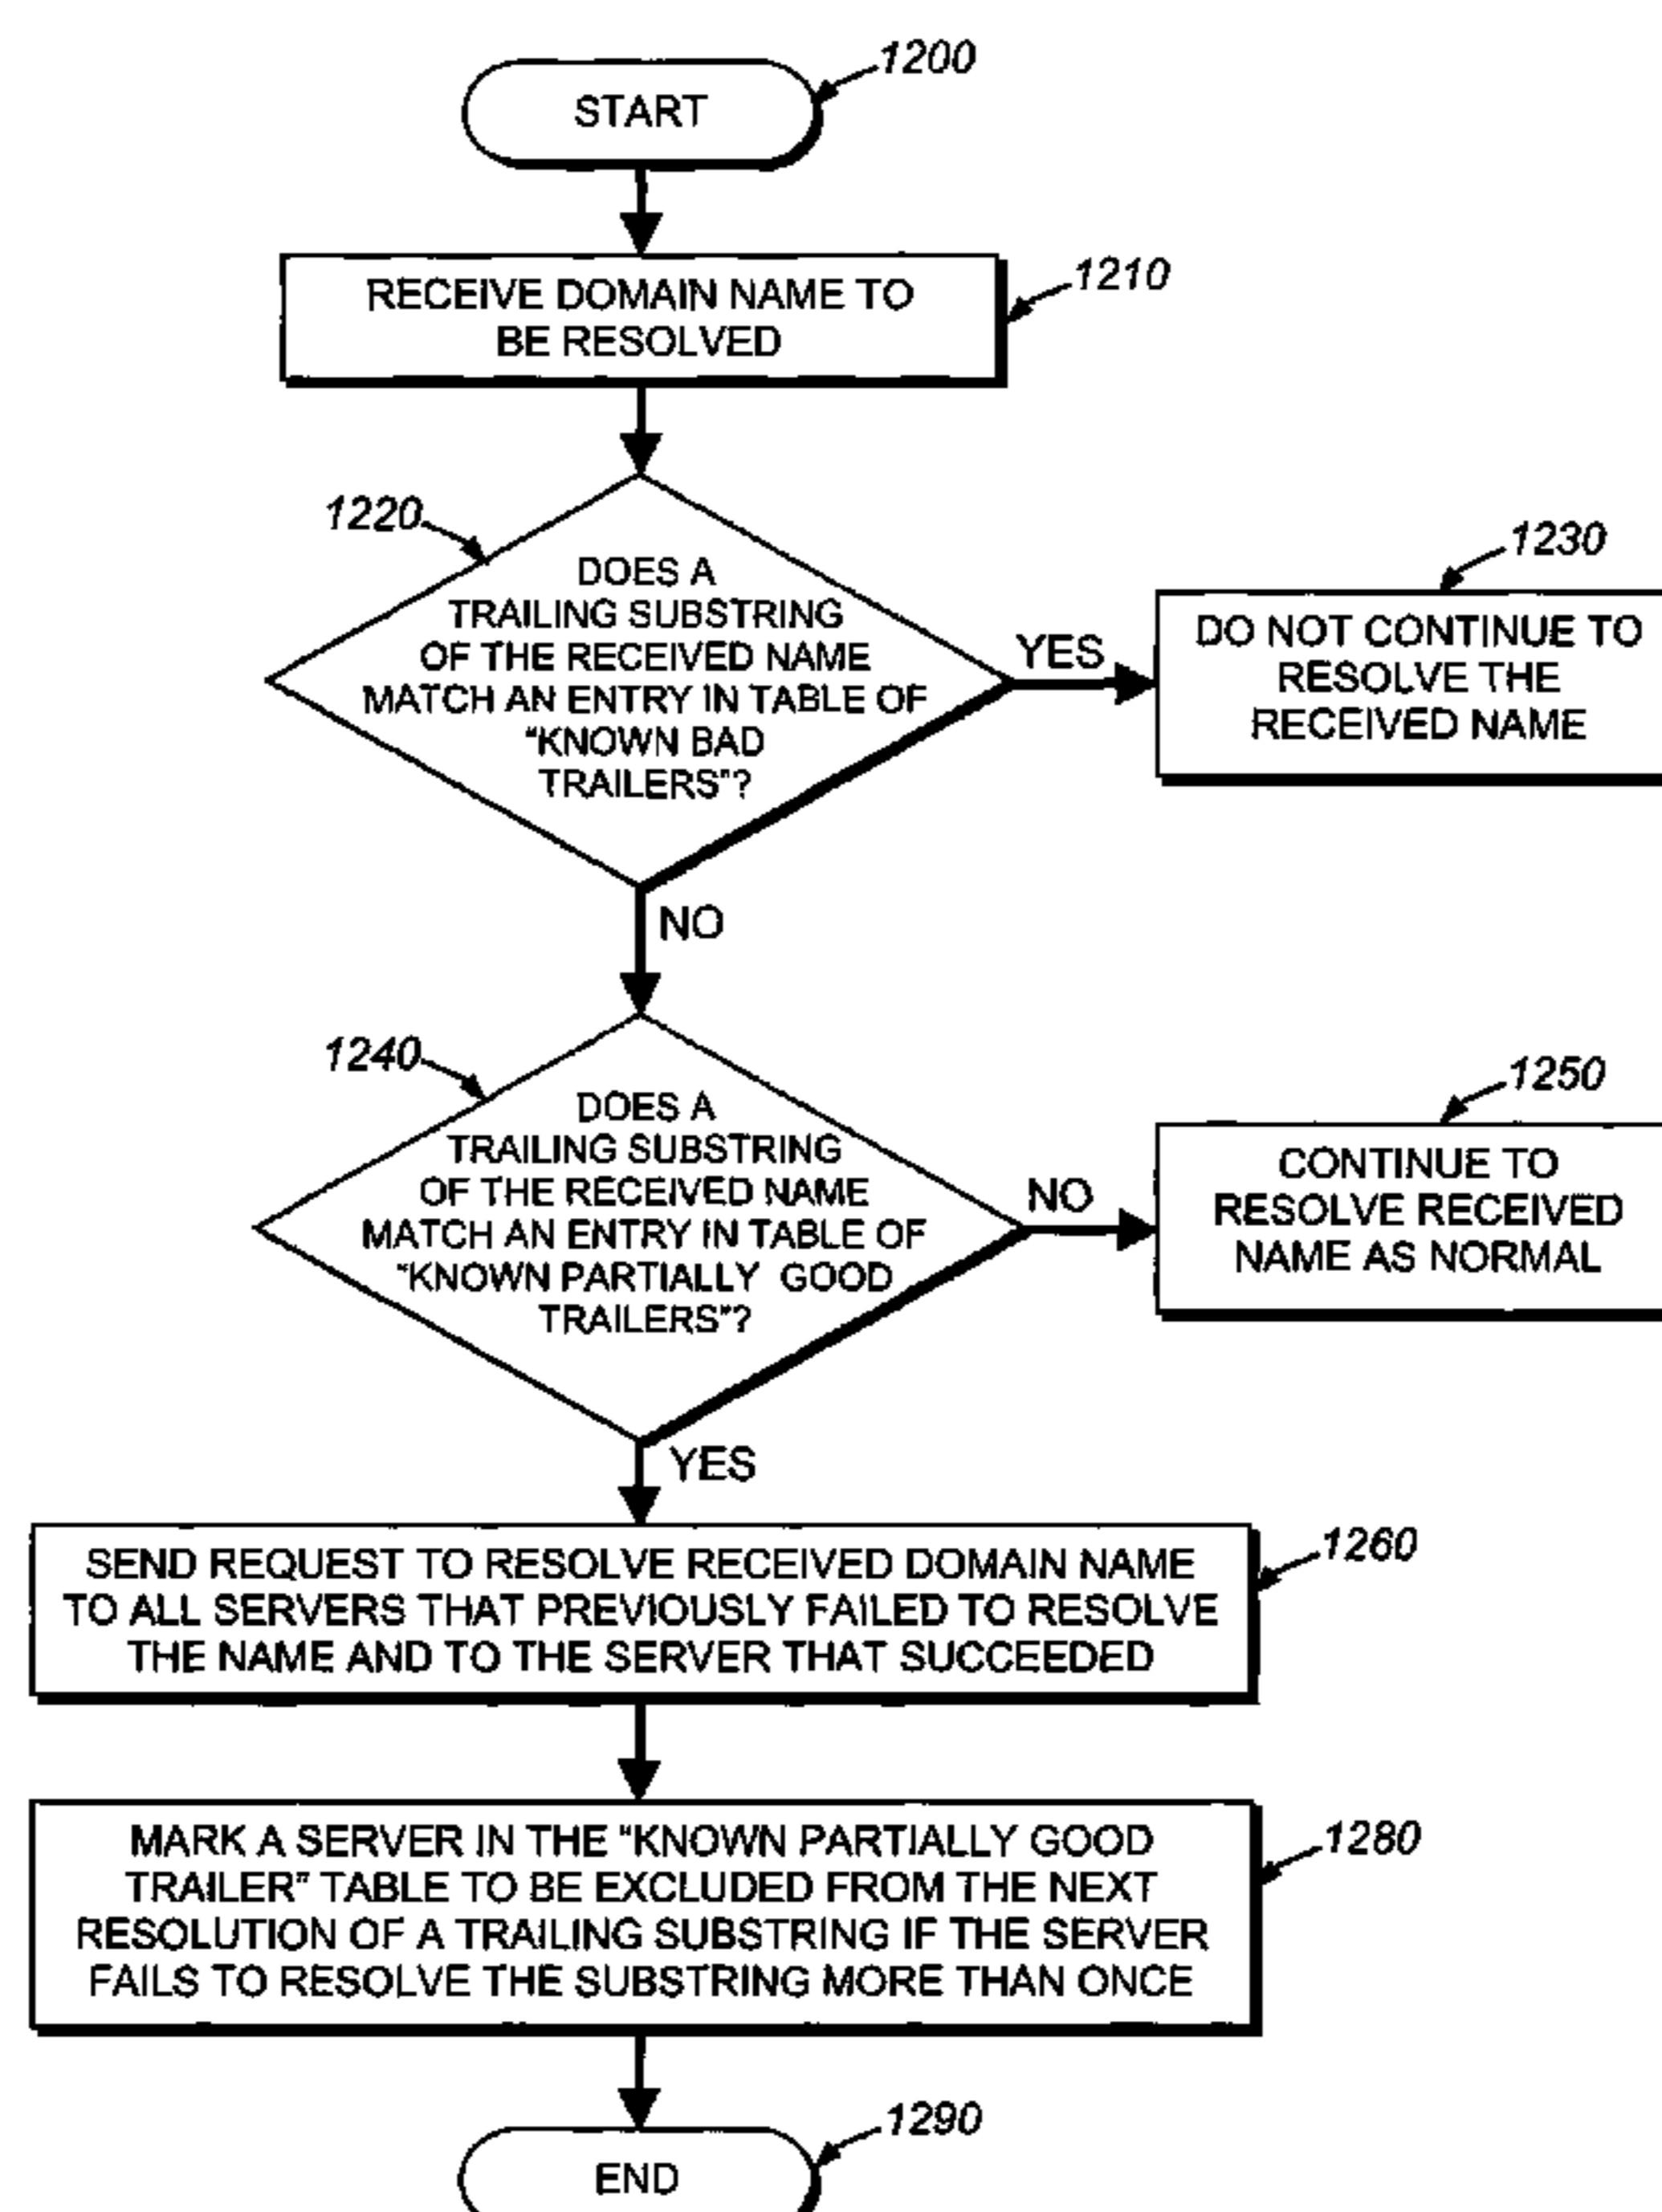 1200
START
1210
RECEIVE DOMAIN NAME TO
BE RESOLVED
1220
DOES A
TRAILING SUBSTRING
OF THE RECEIVED NAME
MATCH AN ENTRY IN TABLE OF
“KNOWN BAD
TRAILERS”?
YES
1230
DO NOT CONTINUE TO
RESOLVE THE
RECEIVED NAME
NO
1240
DOES A
TRAILING SUBSTRING
OF THE RECEIVED NAME
MATCH AN ENTRY IN TABLE OF
“KNOWN PARTIALLY GOOD
TRAILERS”?
NO
1250
CONTINUE TO
RESOLVE RECEIVED
NAME AS NORMAL
YES
1260
SEND REQUEST TO RESOLVE RECEIVED DOMAIN NAME
TO ALL SERVERS THAT PREVIOUSLY FAILED TO RESOLVE
THE NAME AND TO THE SERVER THAT SUCCEEDED
1280
MARK A SERVER IN THE “KNOWN PARTIALLY GOOD
TRAILER” TABLE TO BE EXCLUDED FROM THE NEXT
RESOLUTION OF A TRAILING SUBSTRING IF THE SERVER
FAILS TO RESOLVE THE SUBSTRING MORE THAN ONCE
1290
END